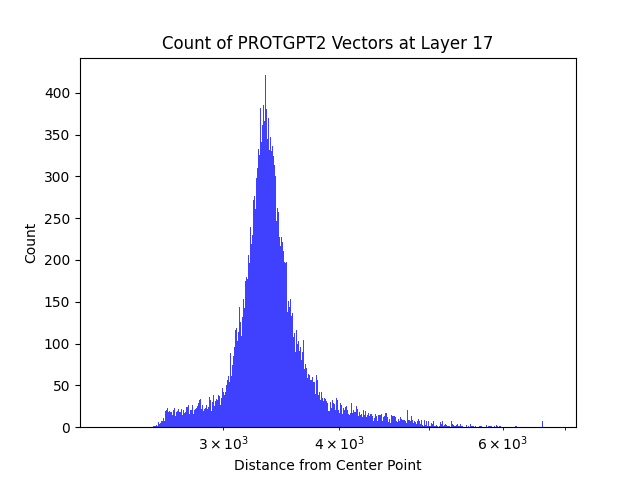 Count of PROTGPT2 Vectors at Layer 17
Count
400
350
300
250
200
150
100
50
0
3 × 10³
4 × 10³
6 × 10³
Distance from Center Point